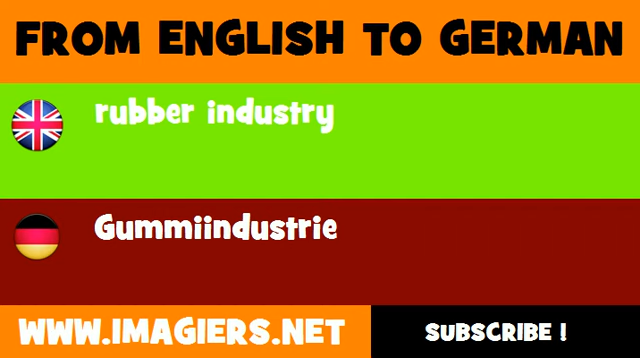 FROM ENGLISH TO GERMAN
rubber industry
Gummiindustrie
WWW.IMAGIERS.NET
SUBSCRIBE !